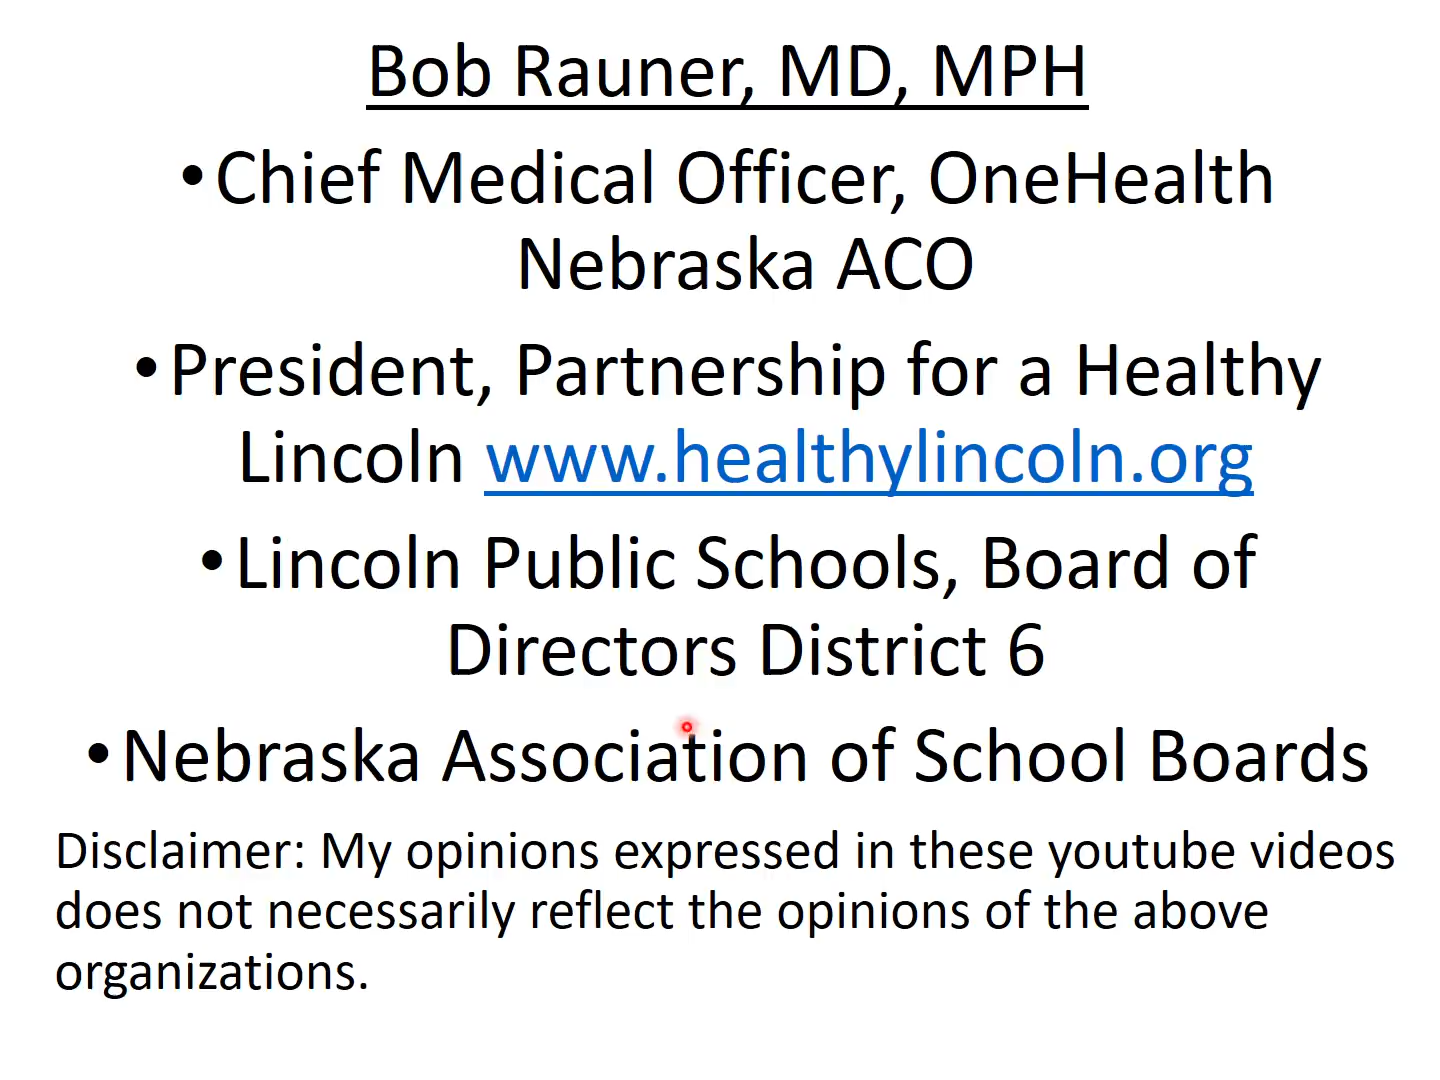 Bob Rauner, MD, MPH
•Chief Medical Officer, OneHealth
Nebraska ACO
•President, Partnership for a Healthy
Lincoln www.healthylincoln.org
•Lincoln Public Schools, Board of
Directors District 6
•Nebraska Association of School Boards
Disclaimer: My opinions expressed in these youtube videos
does not necessarily reflect the opinions of the above
organizations.